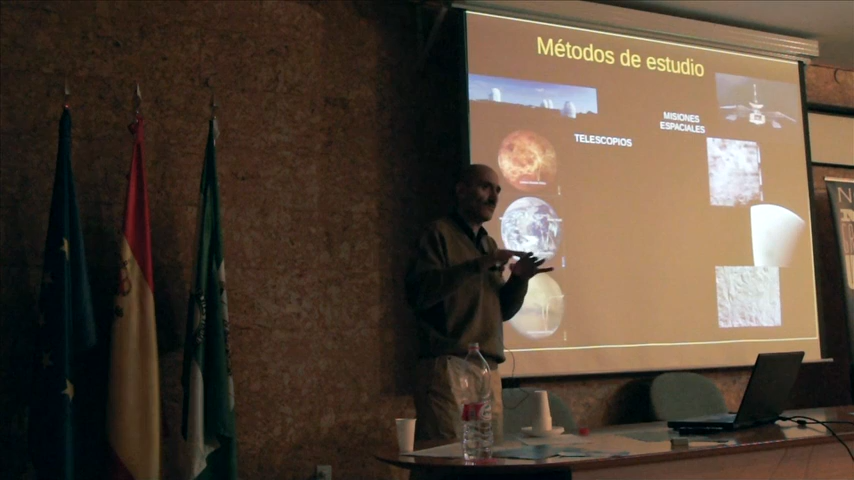 Métodos de estudio
MISIONES
ESPACIALES
TELESCOPIOS
N